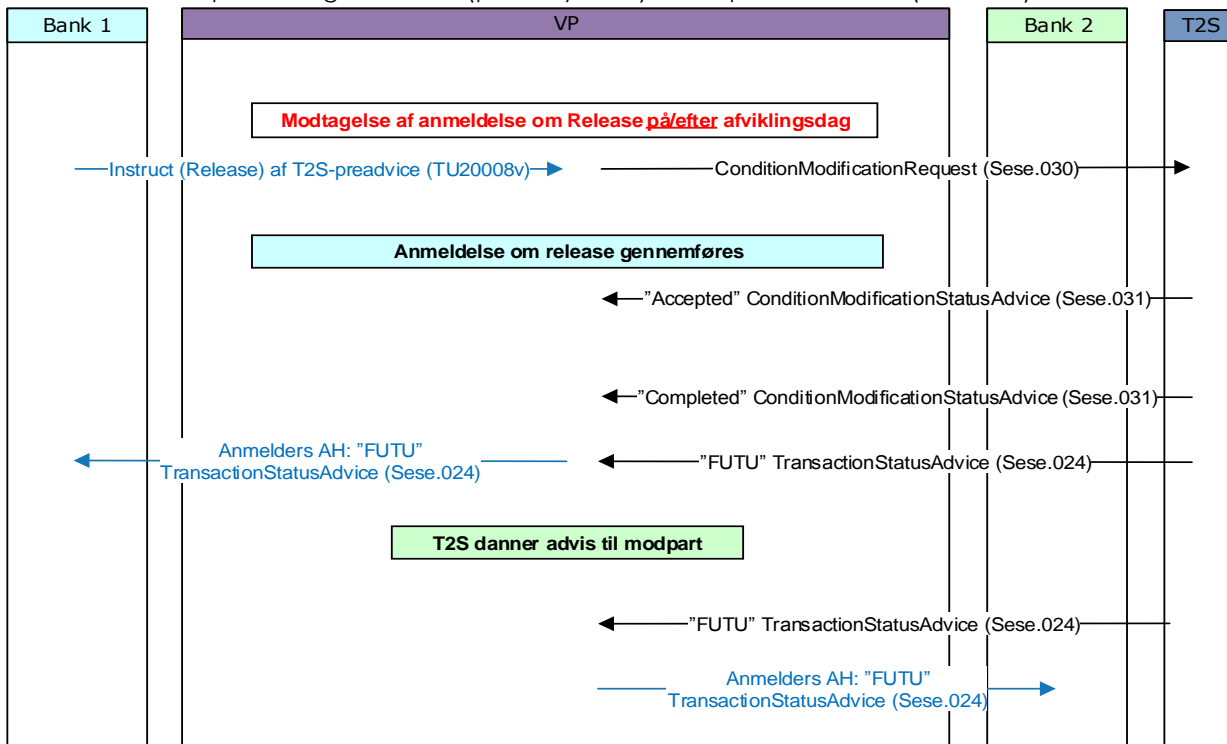 Bank 1
VP
Bank 2
T2S
Modtagelse af anmeldelse om Release på/efter afviklingsdag
Instruct (Release) af T2S-preadvice (TU20008v)
ConditionModificationRequest (Sese.030)
Anmeldelse om release gennemføres
”Accepted” ConditionModificationStatusAdvice (Sese.031)
”Completed” ConditionModificationStatusAdvice (Sese.031)
Anmelders AH: ”FUTU”
TransactionStatusAdvice (Sese.024)
”FUTU” TransactionStatusAdvice (Sese.024)
T2S danner advis til modpart
”FUTU” TransactionStatusAdvice (Sese.024)
Anmelders AH: ”FUTU”
TransactionStatusAdvice (Sese.024)